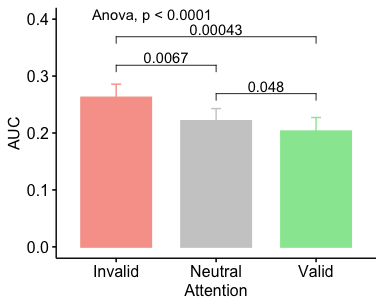 Anova, p < 0.0001
0.00043
0.0067
0.048
0.4
0.3
0.2
0.1
0.0
AUC
Invalid Neutral Valid
Attention